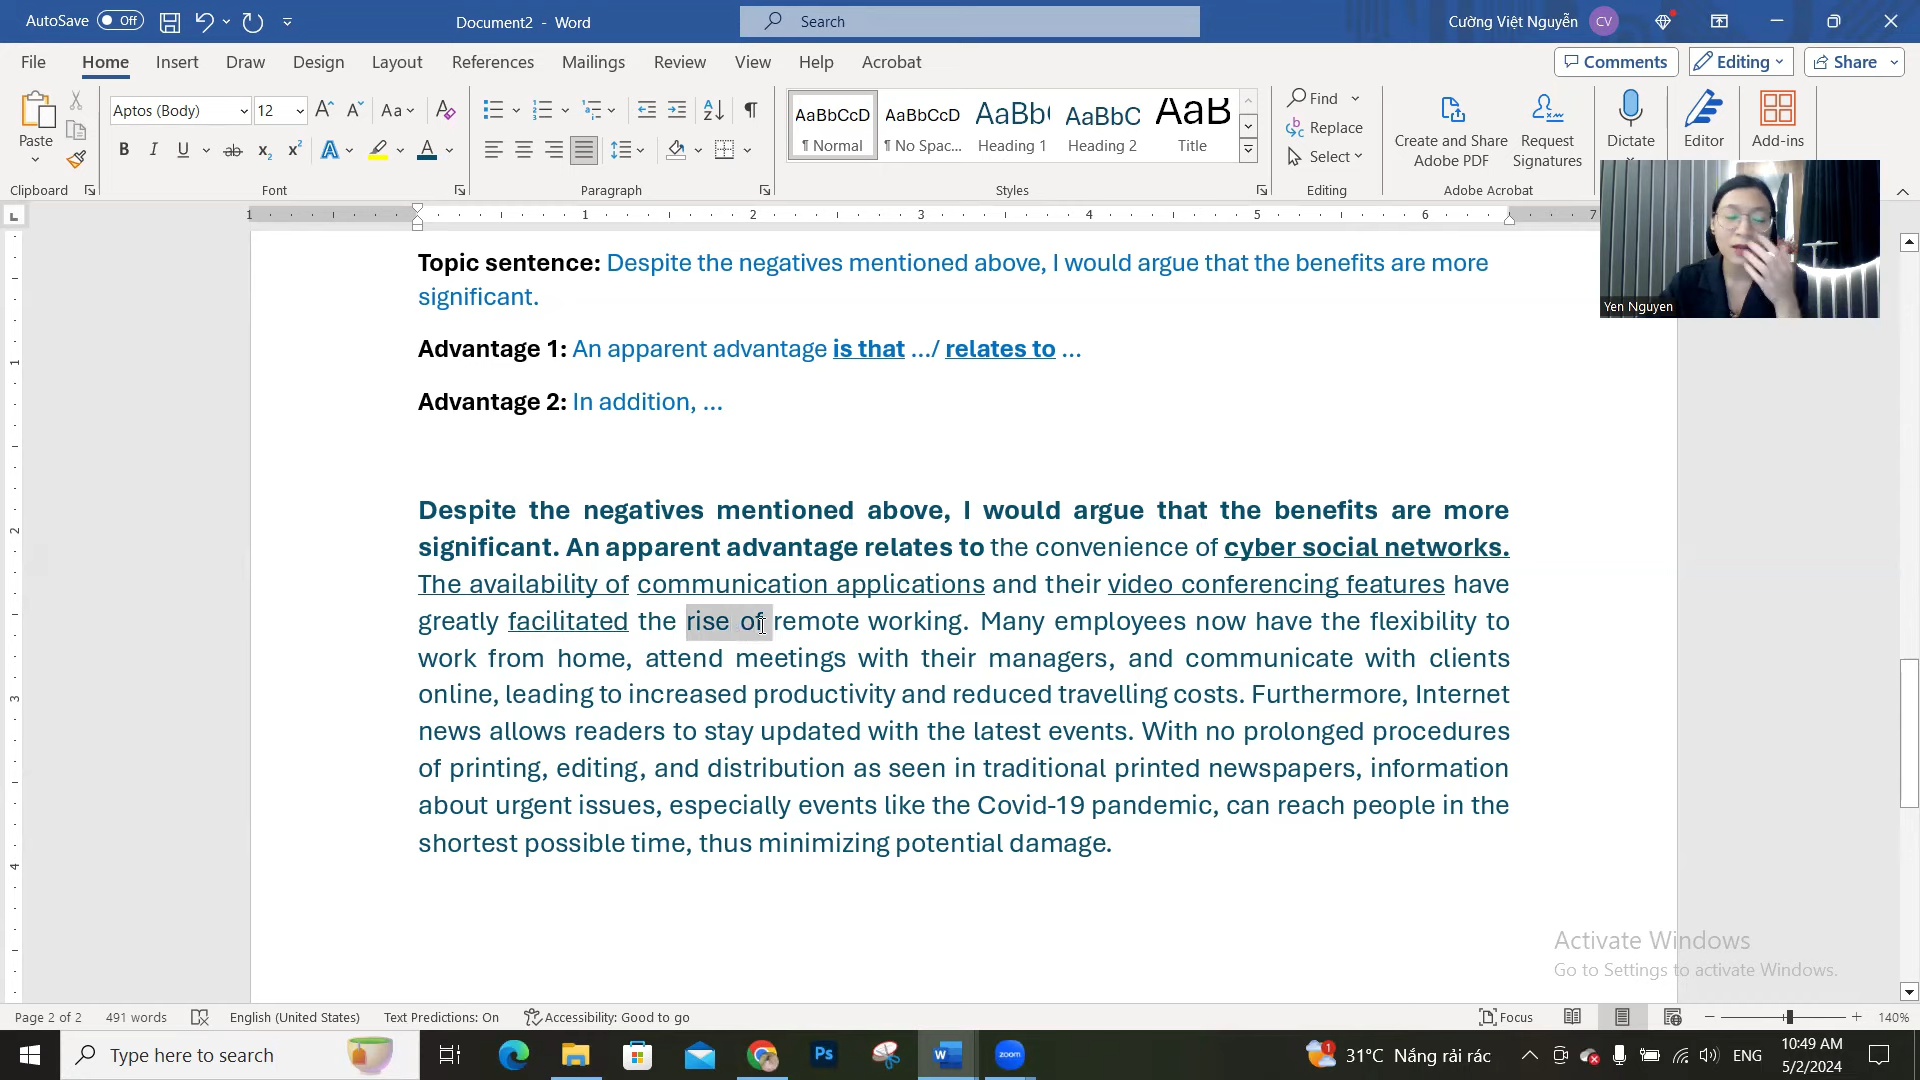 AutoSave Off Document2 - Word Search Cường Việt Nguyễn CV
File Home Insert Draw Design Layout References Mailings Review View Help Acrobat Comments Editing Share
Paste Aptos (Body) 12 Aa AaBbCcD AaBbCcD AaBb( AaBbC AaB Find Replace Select Create and Share Adobe PDF Request Signatures Dictate Editor Add-ins
¶ Normal ¶ No Spac... Heading 1 Heading 2 Title
Clipboard Font Paragraph Styles Editing Adobe Acrobat
1 1 2 3 4 5 6 7
Yen Nguyen
Topic sentence: Despite the negatives mentioned above, I would argue that the benefits are more
significant.
Advantage 1: An apparent advantage is that .../ relates to ...
Advantage 2: In addition, ...
Despite the negatives mentioned above, I would argue that the benefits are more
significant. An apparent advantage relates to the convenience of cyber social networks.
The availability of communication applications and their video conferencing features have
greatly facilitated the rise of remote working. Many employees now have the flexibility to
work from home, attend meetings with their managers, and communicate with clients
online, leading to increased productivity and reduced travelling costs. Furthermore, Internet
news allows readers to stay updated with the latest events. With no prolonged procedures
of printing, editing, and distribution as seen in traditional printed newspapers, information
about urgent issues, especially events like the Covid-19 pandemic, can reach people in the
shortest possible time, thus minimizing potential damage.
Activate Windows
Go to Settings to activate Windows.
Page 2 of 2 491 words English (United States) Text Predictions: On Accessibility: Good to go Focus 140%
Type here to search zoom 31°C Nắng rải rác ENG 10:49 AM
5/2/2024